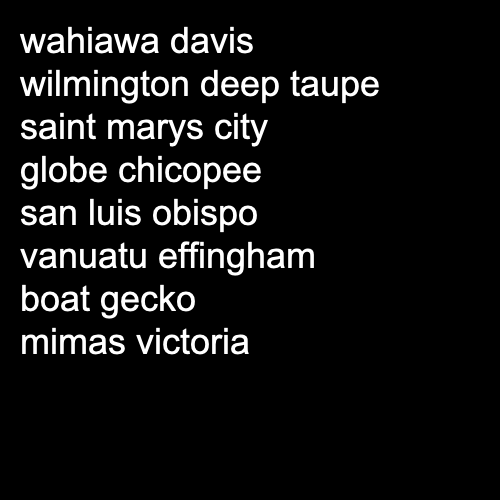 wahiawa davis
wilmington deep taupe
saint marys city
globe chicopee
san luis obispo
vanuatu effingham
boat gecko
mimas victoria